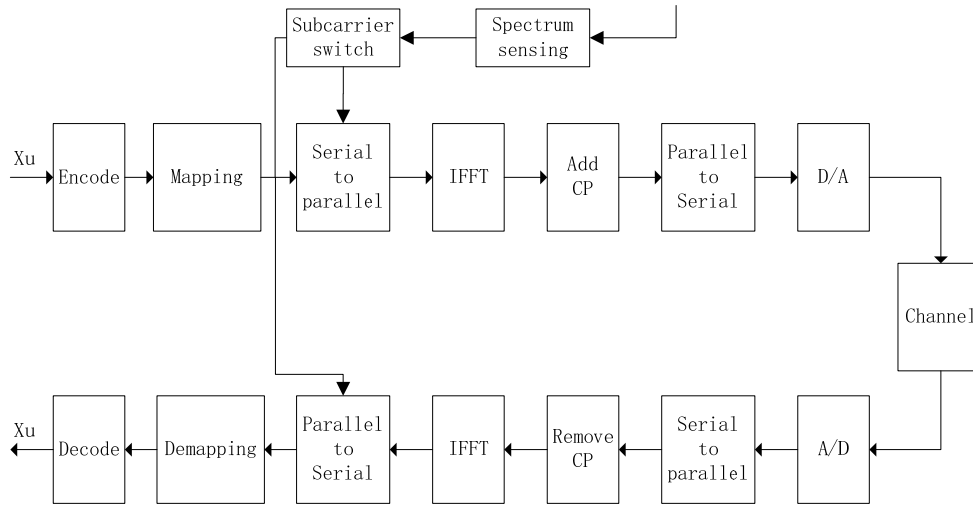 Subcarrier
switch
Spectrum
sensing
Xu
Encode
Mapping
Serial
to
parallel
IFFT
Add
CP
Parallel
to
Serial
D/A
Channel
Xu
Decode
Demapping
Parallel
to
Serial
IFFT
Remove
CP
Serial
to
parallel
A/D